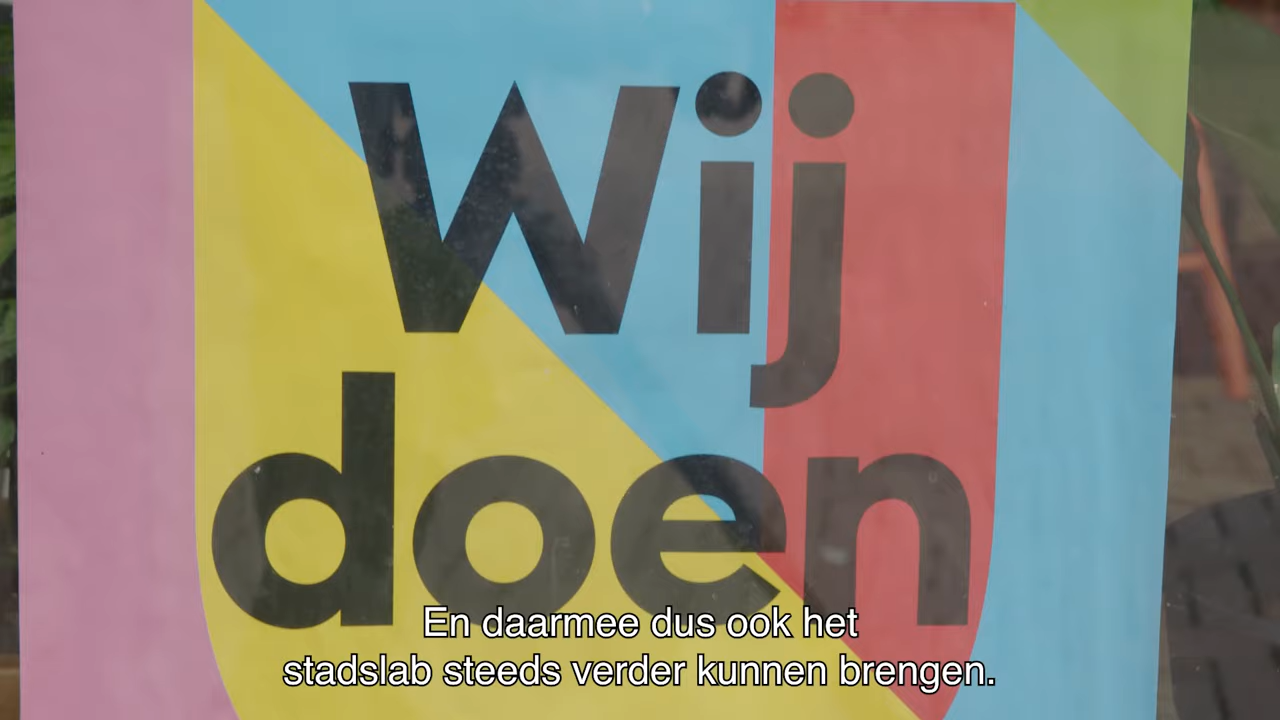 Wij
doen
En daarmee dus ook het
stadslab steeds verder kunnen brengen.